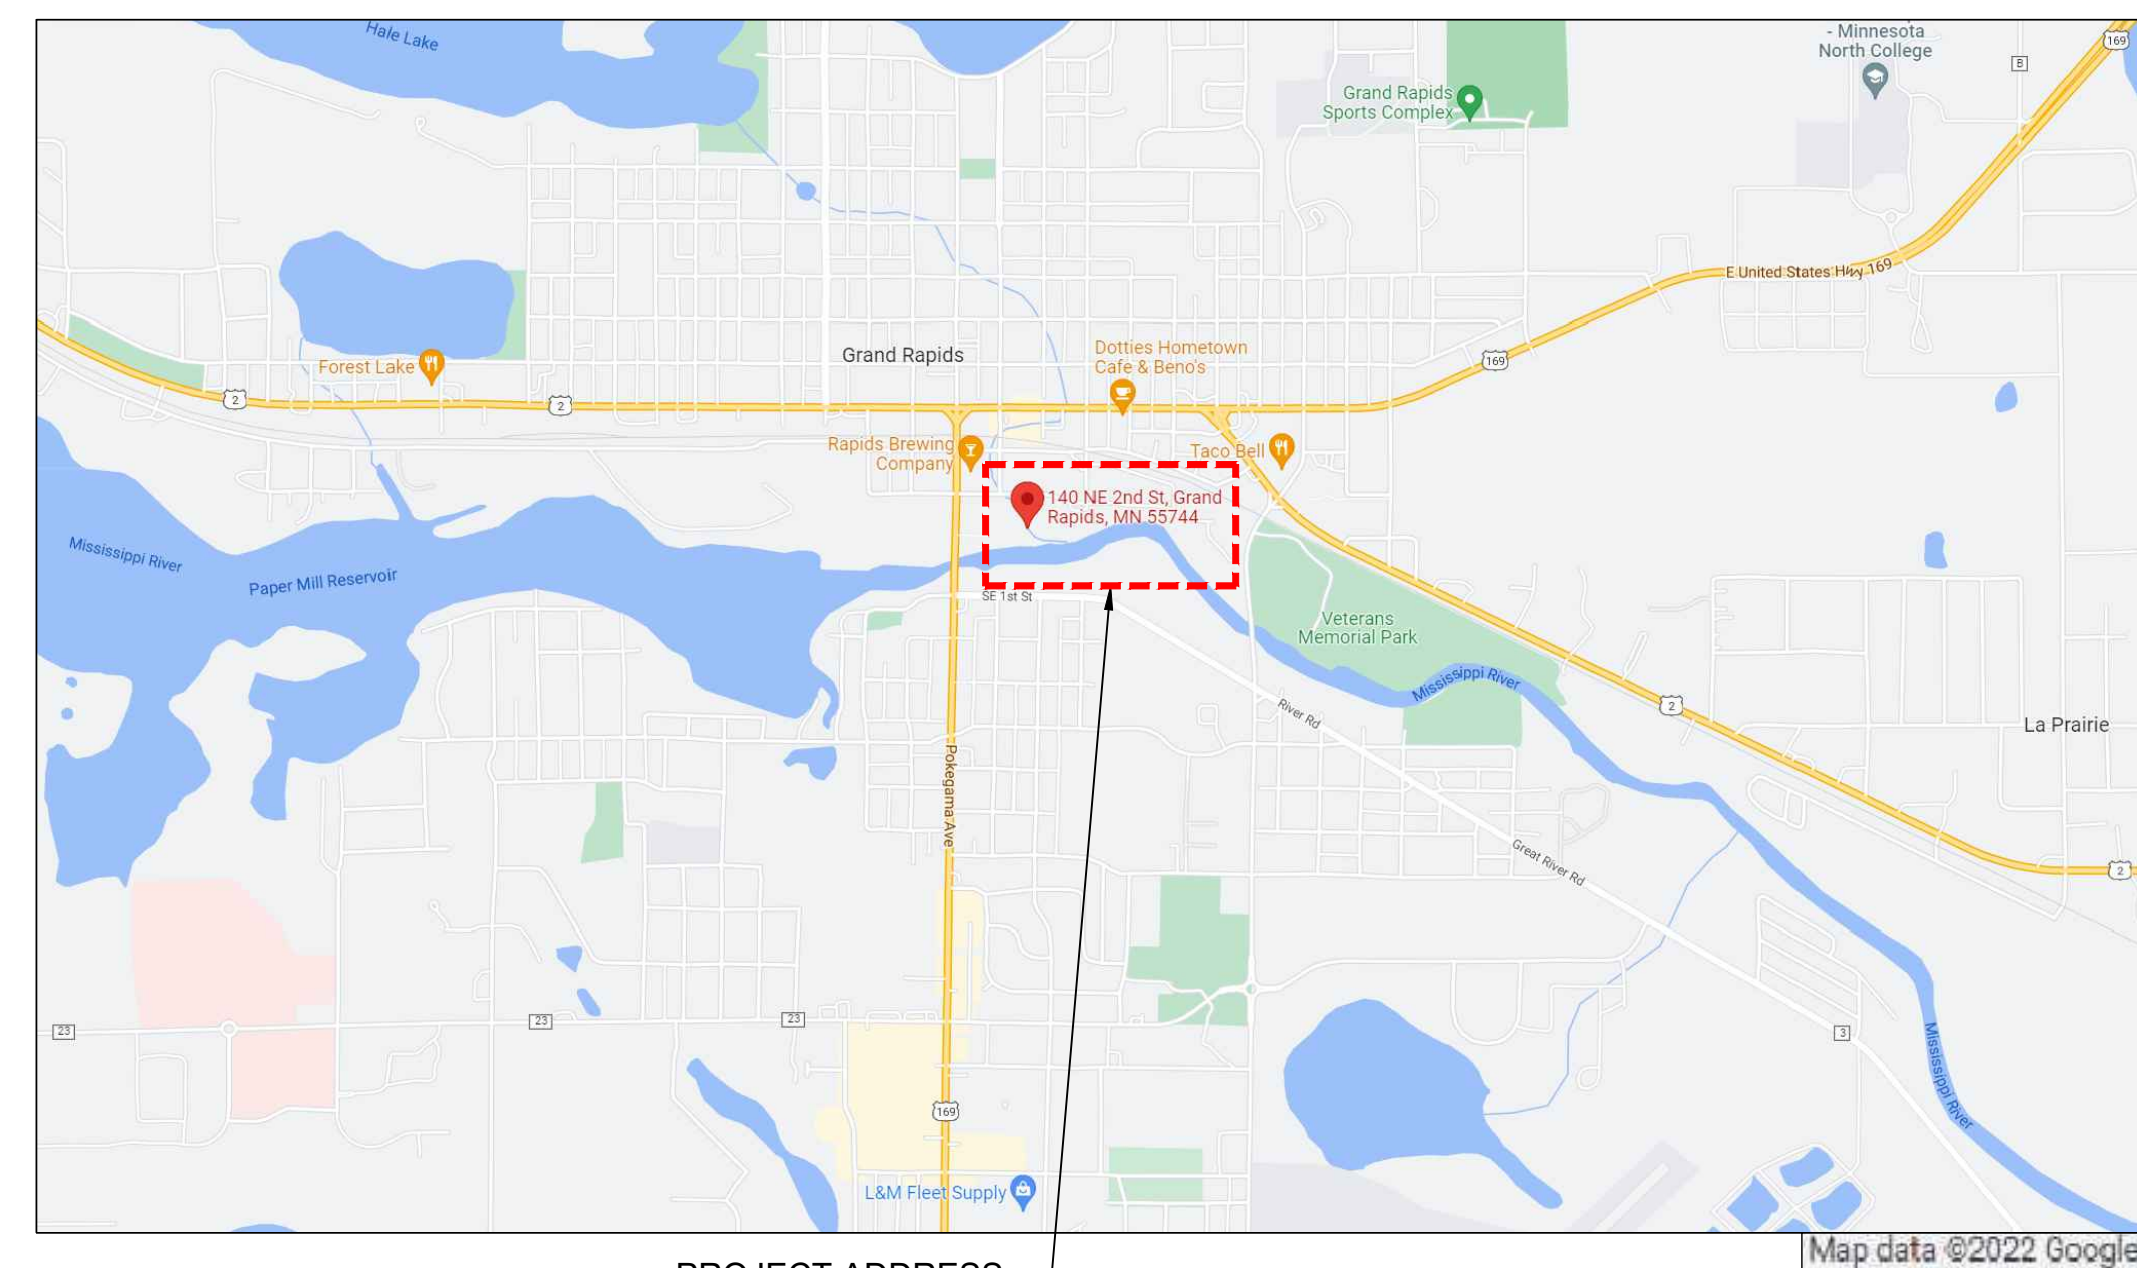 Hale Lake
- Minnesota
North College
169
B
Grand Rapids
Sports Complex
E United States Hwy 169
Grand Rapids
Dotties Hometown
Cafe & Beno's
169
Forest Lake
2
2
Rapids Brewing
Company
Taco Bell
140 NE 2nd St, Grand
Rapids, MN 55744
Mississippi River
Paper Mill Reservoir
SE 1st St
Veterans
Memorial Park
Mississippi River
2
River Rd
La Prairie
Pokegama Ave
Great River Rd
2
23
23
23
3
Mississippi River
169
L&M Fleet Supply
Map data ©2022 Google
PROJECT ADDRESS